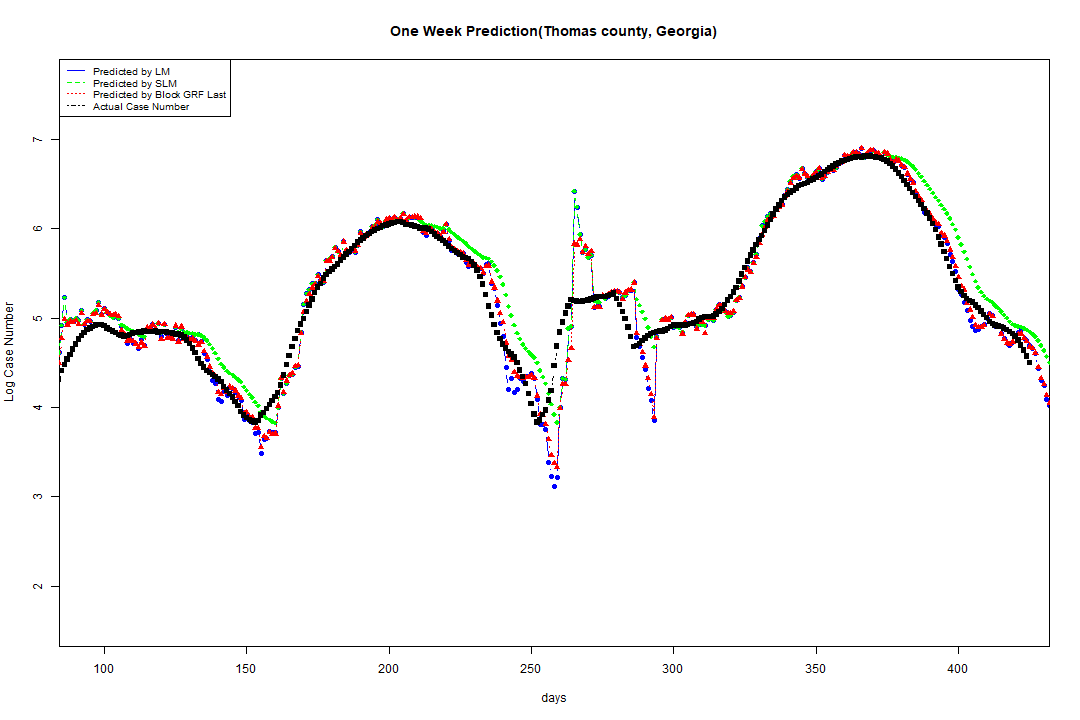 One Week Prediction(Thomas county, Georgia)
Predicted by LM
Predicted by SLM
Predicted by Block GRF Last
Actual Case Number
7
6
5
4
3
2
Log Case Number
100 150 200 250 300 350 400
days